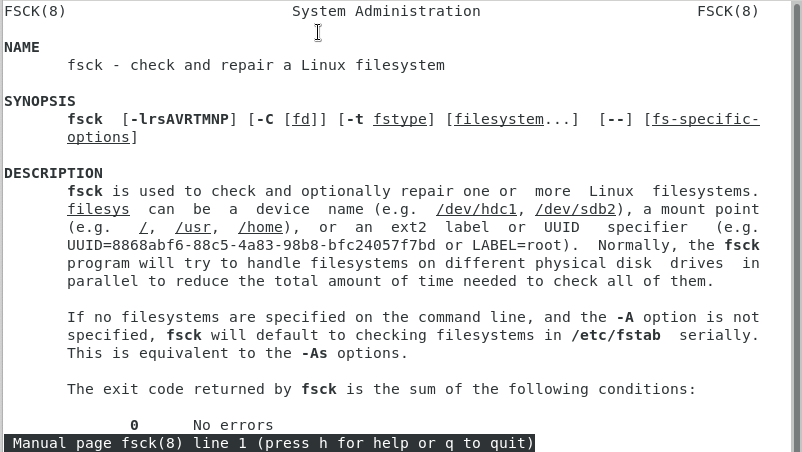 FSCK(8) System Administration FSCK(8)
NAME
fsck - check and repair a Linux filesystem
SYNOPSIS
fsck [-lrsAVRTMNP] [-C [fd]] [-t fstype] [filesystem...] [--] [fs-specific-
options]
DESCRIPTION
fsck is used to check and optionally repair one or more Linux filesystems.
filesys can be a device name (e.g. /dev/hdc1, /dev/sdb2), a mount point
(e.g. /, /usr, /home), or an ext2 label or UUID specifier (e.g.
UUID=8868abf6-88c5-4a83-98b8-bfc24057f7bd or LABEL=root). Normally, the fsck
program will try to handle filesystems on different physical disk drives in
parallel to reduce the total amount of time needed to check all of them.
If no filesystems are specified on the command line, and the -A option is not
specified, fsck will default to checking filesystems in /etc/fstab serially.
This is equivalent to the -As options.
The exit code returned by fsck is the sum of the following conditions:
0 No errors
Manual page fsck(8) line 1 (press h for help or q to quit)